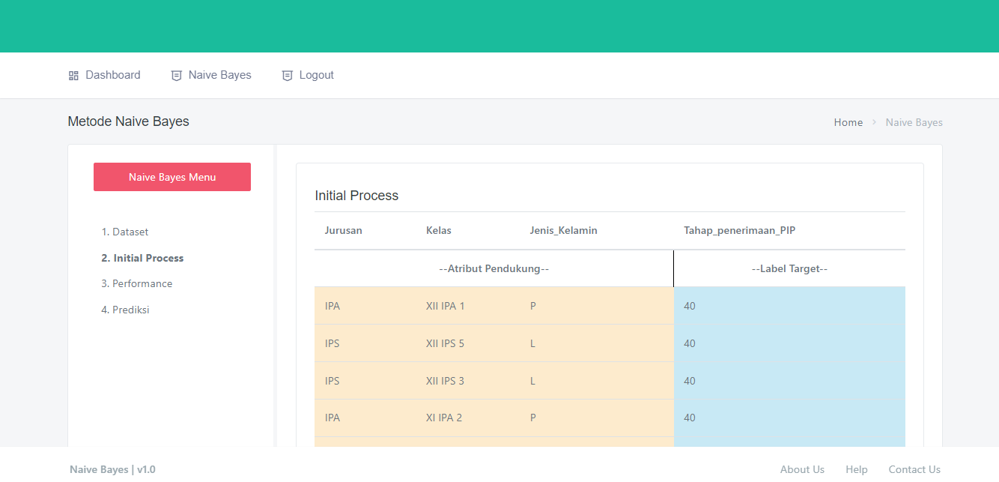 Dashboard Naive Bayes Logout
Metode Naive Bayes
Home > Naive Bayes
Naive Bayes Menu
1. Dataset
2. Initial Process
3. Performance
4. Prediksi
Initial Process
Jurusan Kelas Jenis_Kelamin Tahap_penerimaan_PIP
--Atribut Pendukung-- --Label Target--
IPA XII IPA 1 P 40
IPS XII IPS 5 L 40
IPS XII IPS 3 L 40
IPA XI IPA 2 P 40
Naive Bayes | v1.0
About Us Help Contact Us